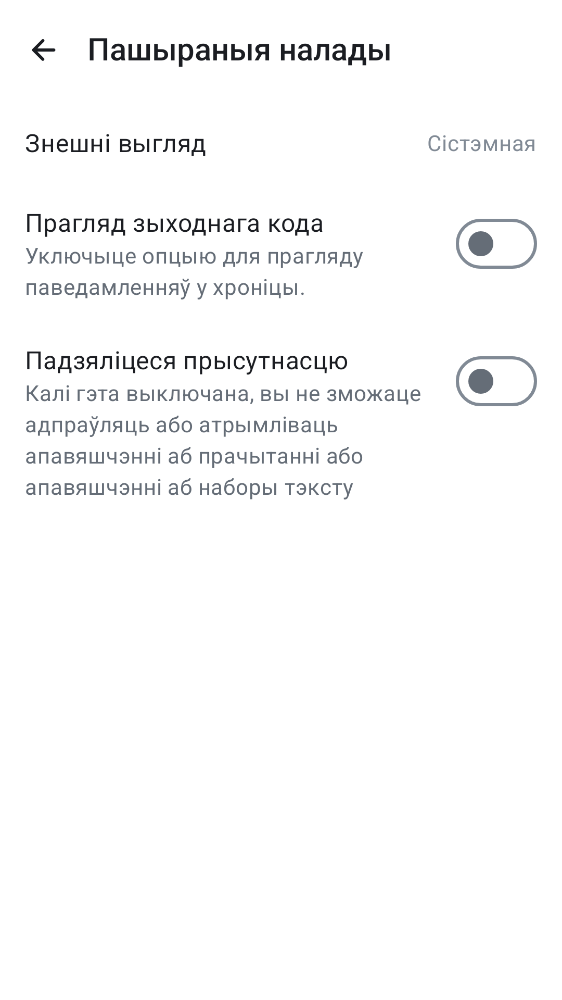 Пашыраныя налады
Знешні выгляд Сістэмная
Прагляд зыходнага кода
Уключыце опцыю для прагляду
паведамленняў у хроніцы.
Падзяліцеся прысутнасцю
Калі гэта выключана, вы не зможаце
адпраўляць або атрымліваць
апавяшчэнні аб прачытанні або
апавяшчэнні аб наборы тэксту